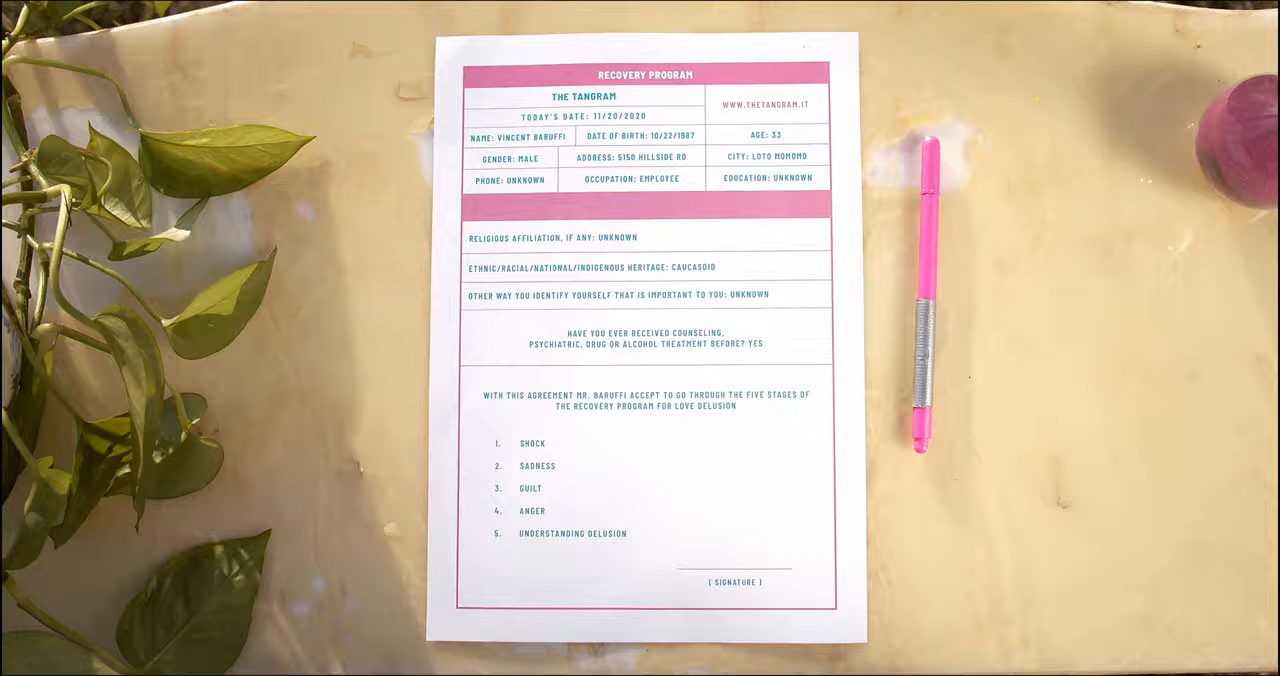 RECOVERY PROGRAM
THE TANGRAM
WWW.THETANGRAM.IT
TODAY'S DATE: 11/20/2020
NAME: VINCENT BARUFFI DATE OF BIRTH: 10/22/1987 AGE: 33
GENDER: MALE ADDRESS: 5150 HILLSIDE RD CITY: LOTO MOMOMO
PHONE: UNKNOWN OCCUPATION: EMPLOYEE EDUCATION: UNKNOWN
RELIGIOUS AFFILIATION, IF ANY: UNKNOWN
ETHNIC/RACIAL/NATIONAL/INDIGENOUS HERITAGE: CAUCASOID
OTHER WAY YOU IDENTIFY YOURSELF THAT IS IMPORTANT TO YOU: UNKNOWN
HAVE YOU EVER RECEIVED COUNSELING,
PSYCHIATRIC, DRUG OR ALCOHOL TREATMENT BEFORE? YES
WITH THIS AGREEMENT MR. BARUFFI ACCEPT TO GO THROUGH THE FIVE STAGES OF
THE RECOVERY PROGRAM FOR LOVE DELUSION
1. SHOCK
2. SADNESS
3. GUILT
4. ANGER
5. UNDERSTANDING DELUSION
( SIGNATURE )